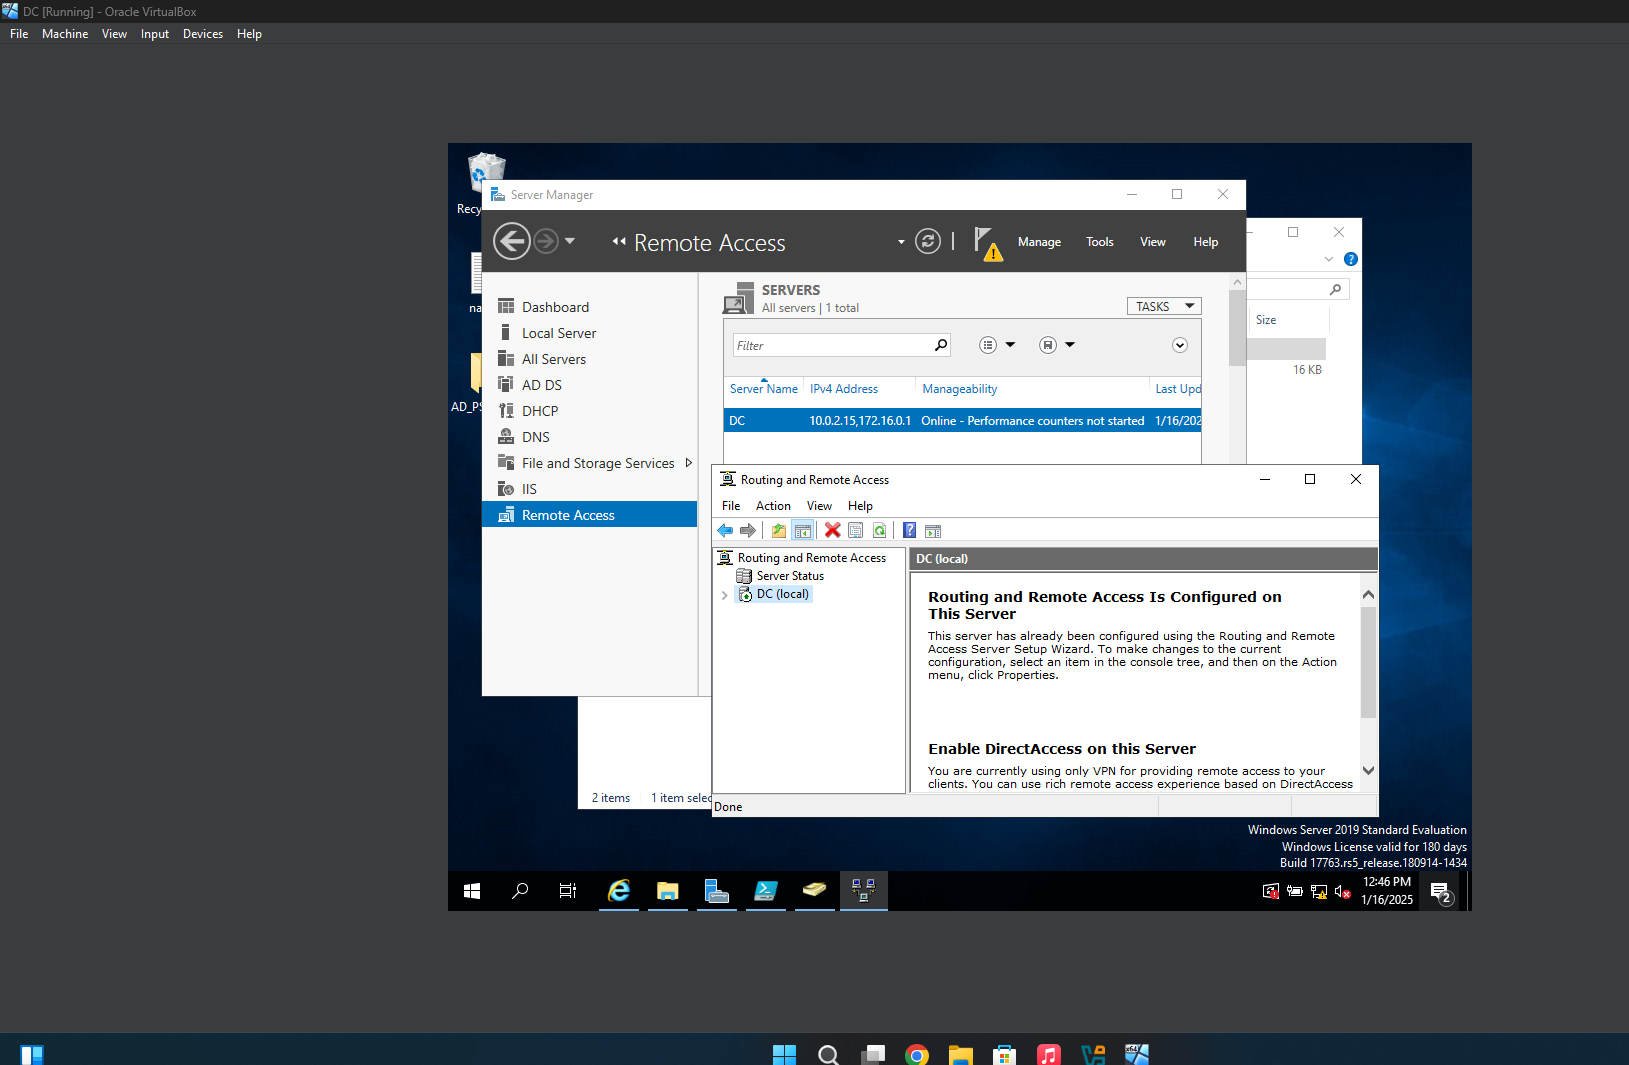 DC [Running] - Oracle VirtualBox
File Machine View Input Devices Help
Recy
na
AD_PS
Server Manager
Remote Access
Manage Tools View Help
Dashboard
Local Server
All Servers
AD DS
DHCP
DNS
File and Storage Services
IIS
Remote Access
SERVERS
All servers | 1 total
TASKS
Filter
Server Name IPv4 Address Manageability Last Upd
DC 10.0.2.15,172.16.0.1 Online - Performance counters not started 1/16/202
Size
16 KB
2 items 1 item selec
Routing and Remote Access
File Action View Help
Routing and Remote Access
Server Status
DC (local)
DC (local)
Routing and Remote Access Is Configured on
This Server
This server has already been configured using the Routing and Remote
Access Server Setup Wizard. To make changes to the current
configuration, select an item in the console tree, and then on the Action
menu, click Properties.
Enable DirectAccess on this Server
You are currently using only VPN for providing remote access to your
clients. You can use rich remote access experience based on DirectAccess
Done
Windows Server 2019 Standard Evaluation
Windows License valid for 180 days
Build 17763.rs5_release.180914-1434
12:46 PM
1/16/2025
2